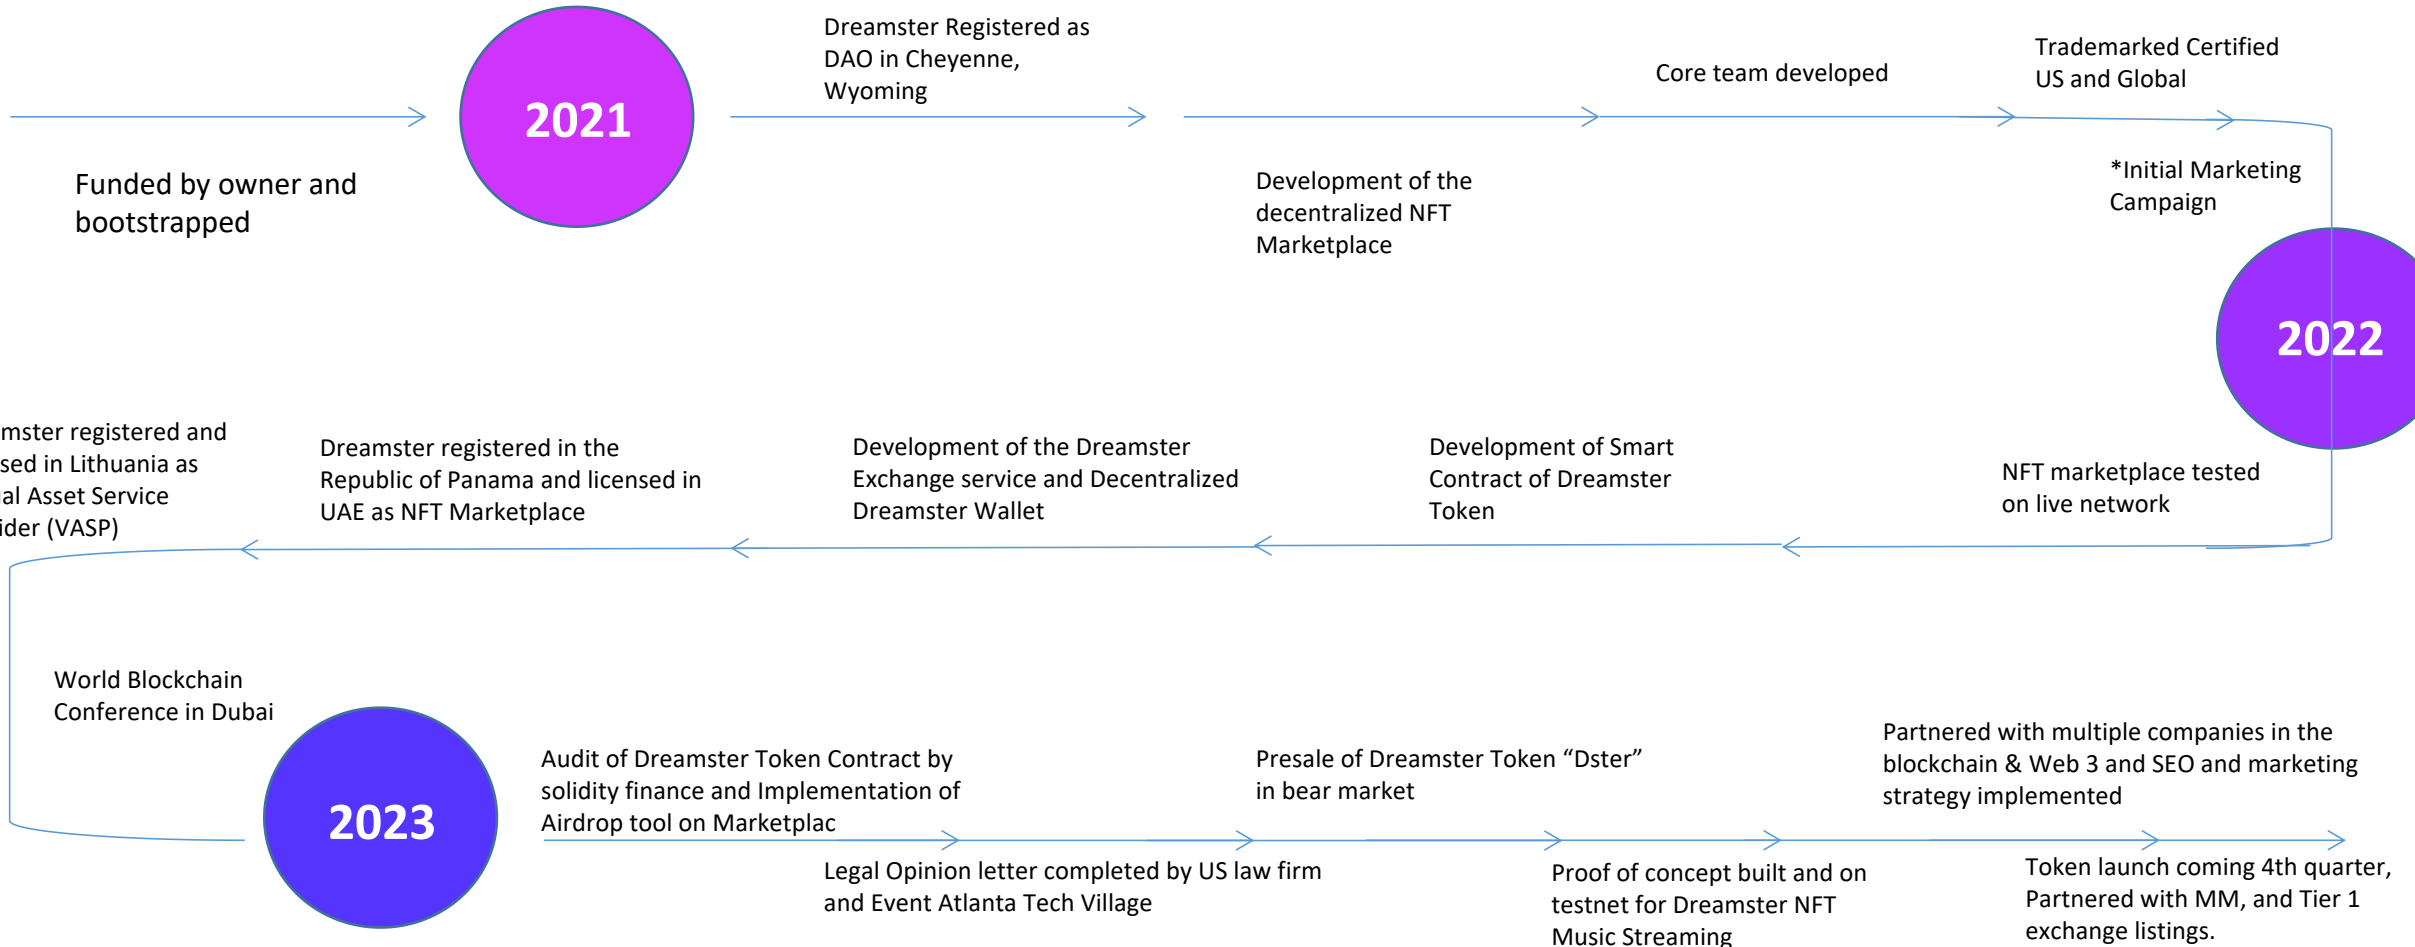 Funded by owner and
bootstrapped
2021
Dreamster Registered as
DAO in Cheyenne,
Wyoming
Development of the
decentralized NFT
Marketplace
Core team developed
Trademarked Certified
US and Global
*Initial Marketing
Campaign
2022
NFT marketplace tested
on live network
Development of Smart
Contract of Dreamster
Token
Development of the Dreamster
Exchange service and Decentralized
Dreamster Wallet
Dreamster registered in the
Republic of Panama and licensed in
UAE as NFT Marketplace
registered and
in Lithuania as
Asset Service
(VASP)
World Blockchain
Conference in Dubai
2023
Audit of Dreamster Token Contract by
solidity finance and Implementation of
Airdrop tool on Marketplac
Legal Opinion letter completed by US law firm
and Event Atlanta Tech Village
Presale of Dreamster Token “Dster”
in bear market
Proof of concept built and on
testnet for Dreamster NFT
Music Streaming
Partnered with multiple companies in the
blockchain & Web 3 and SEO and marketing
strategy implemented
Token launch coming 4th quarter,
Partnered with MM, and Tier 1
exchange listings.